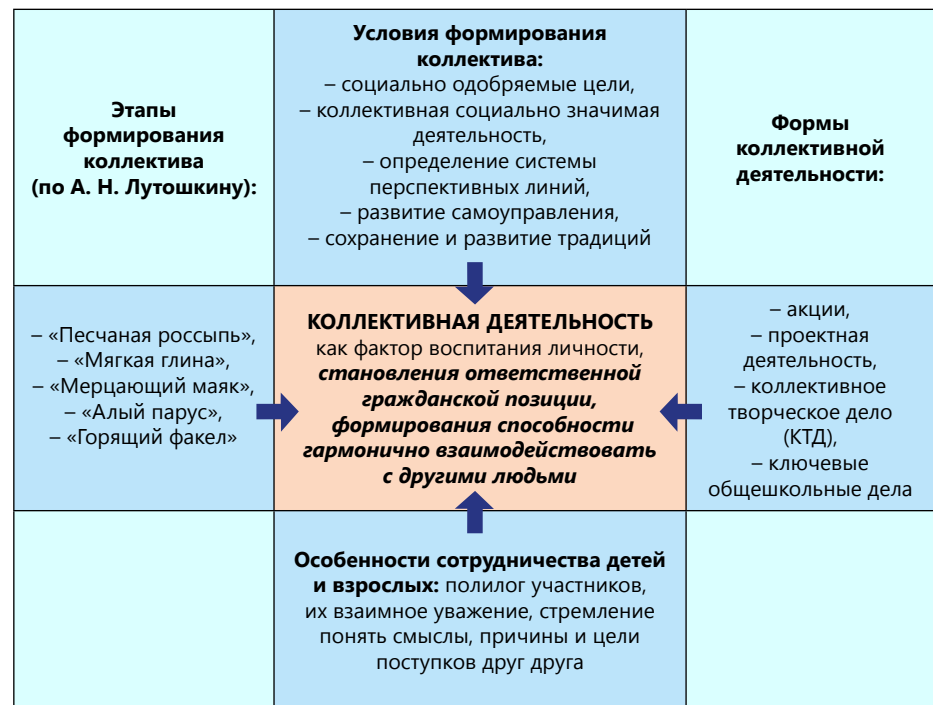 Этапы
формирования
коллектива
(по А. Н. Лутошкину):
Условия формирования
коллектива:
– социально одобряемые цели,
– коллективная социально значимая
деятельность,
– определение системы
перспективных линий,
– развитие самоуправления,
– сохранение и развитие традиций
Формы
коллективной
деятельности:
– «Песчаная россыпь»,
– «Мягкая глина»,
– «Мерцающий маяк»,
– «Алый парус»,
– «Горящий факел»
КОЛЛЕКТИВНАЯ ДЕЯТЕЛЬНОСТЬ
как фактор воспитания личности,
становления ответственной
гражданской позиции,
формирования способности
гармонично взаимодействовать
с другими людьми
– акции,
– проектная
деятельность,
– коллективное
творческое дело
(КТД),
– ключевые
общешкольные дела
Особенности сотрудничества детей
и взрослых: полилог участников,
их взаимное уважение, стремление
понять смыслы, причины и цели
поступков друг друга